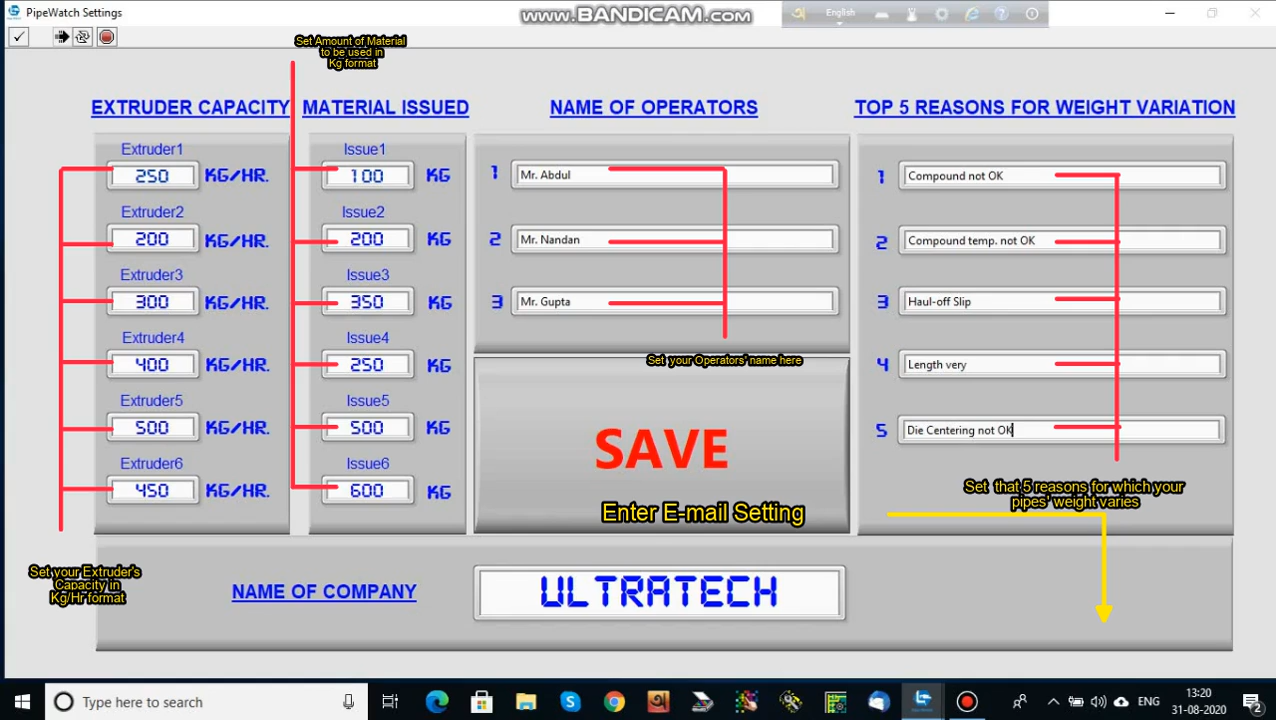 PipeWatch Settings
www.BANDICAM.com
English
Set Amount of Material
to be used in
Kg format
EXTRUDER CAPACITY
MATERIAL ISSUED
NAME OF OPERATORS
TOP 5 REASONS FOR WEIGHT VARIATION
Extruder1
250 KG/HR.
Extruder2
200 KG/HR.
Extruder3
300 KG/HR.
Extruder4
400 KG/HR.
Extruder5
500 KG/HR.
Extruder6
450 KG/HR.
Issue1
100 KG
Issue2
200 KG
Issue3
350 KG
Issue4
250 KG
Issue5
500 KG
Issue6
600 KG
1 Mr. Abdul
2 Mr. Nandan
3 Mr. Gupta
Set your Operators' name here
SAVE
Enter E-mail Setting
1 Compound not OK
2 Compound temp. not OK
3 Haul-off Slip
4 Length very
5 Die Centering not OK
Set that 5 reasons for which your
pipes' weight varies
Set your Extruder's
Capacity in
Kg/Hr format
NAME OF COMPANY
ULTRATECH
Type here to search
ENG
13:20
31-08-2020
2